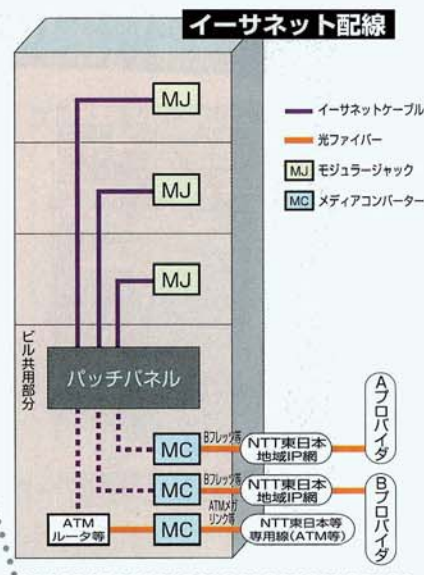 イーサネット配線
MJ
イーサネットケーブル
光ファイバー
MJ モジュラージャック
MC メディアコンバーター
MJ
MJ
ビル共用部分
パッチパネル
MC
Bフレッツ等
NTT東日本
地域IP網
Aプロバイダ
MC
Bフレッツ等
NTT東日本
地域IP網
Bプロバイダ
ATM
ルータ等
MC
ATMメガ
リンク等
NTT東日本等
専用線(ATM等)